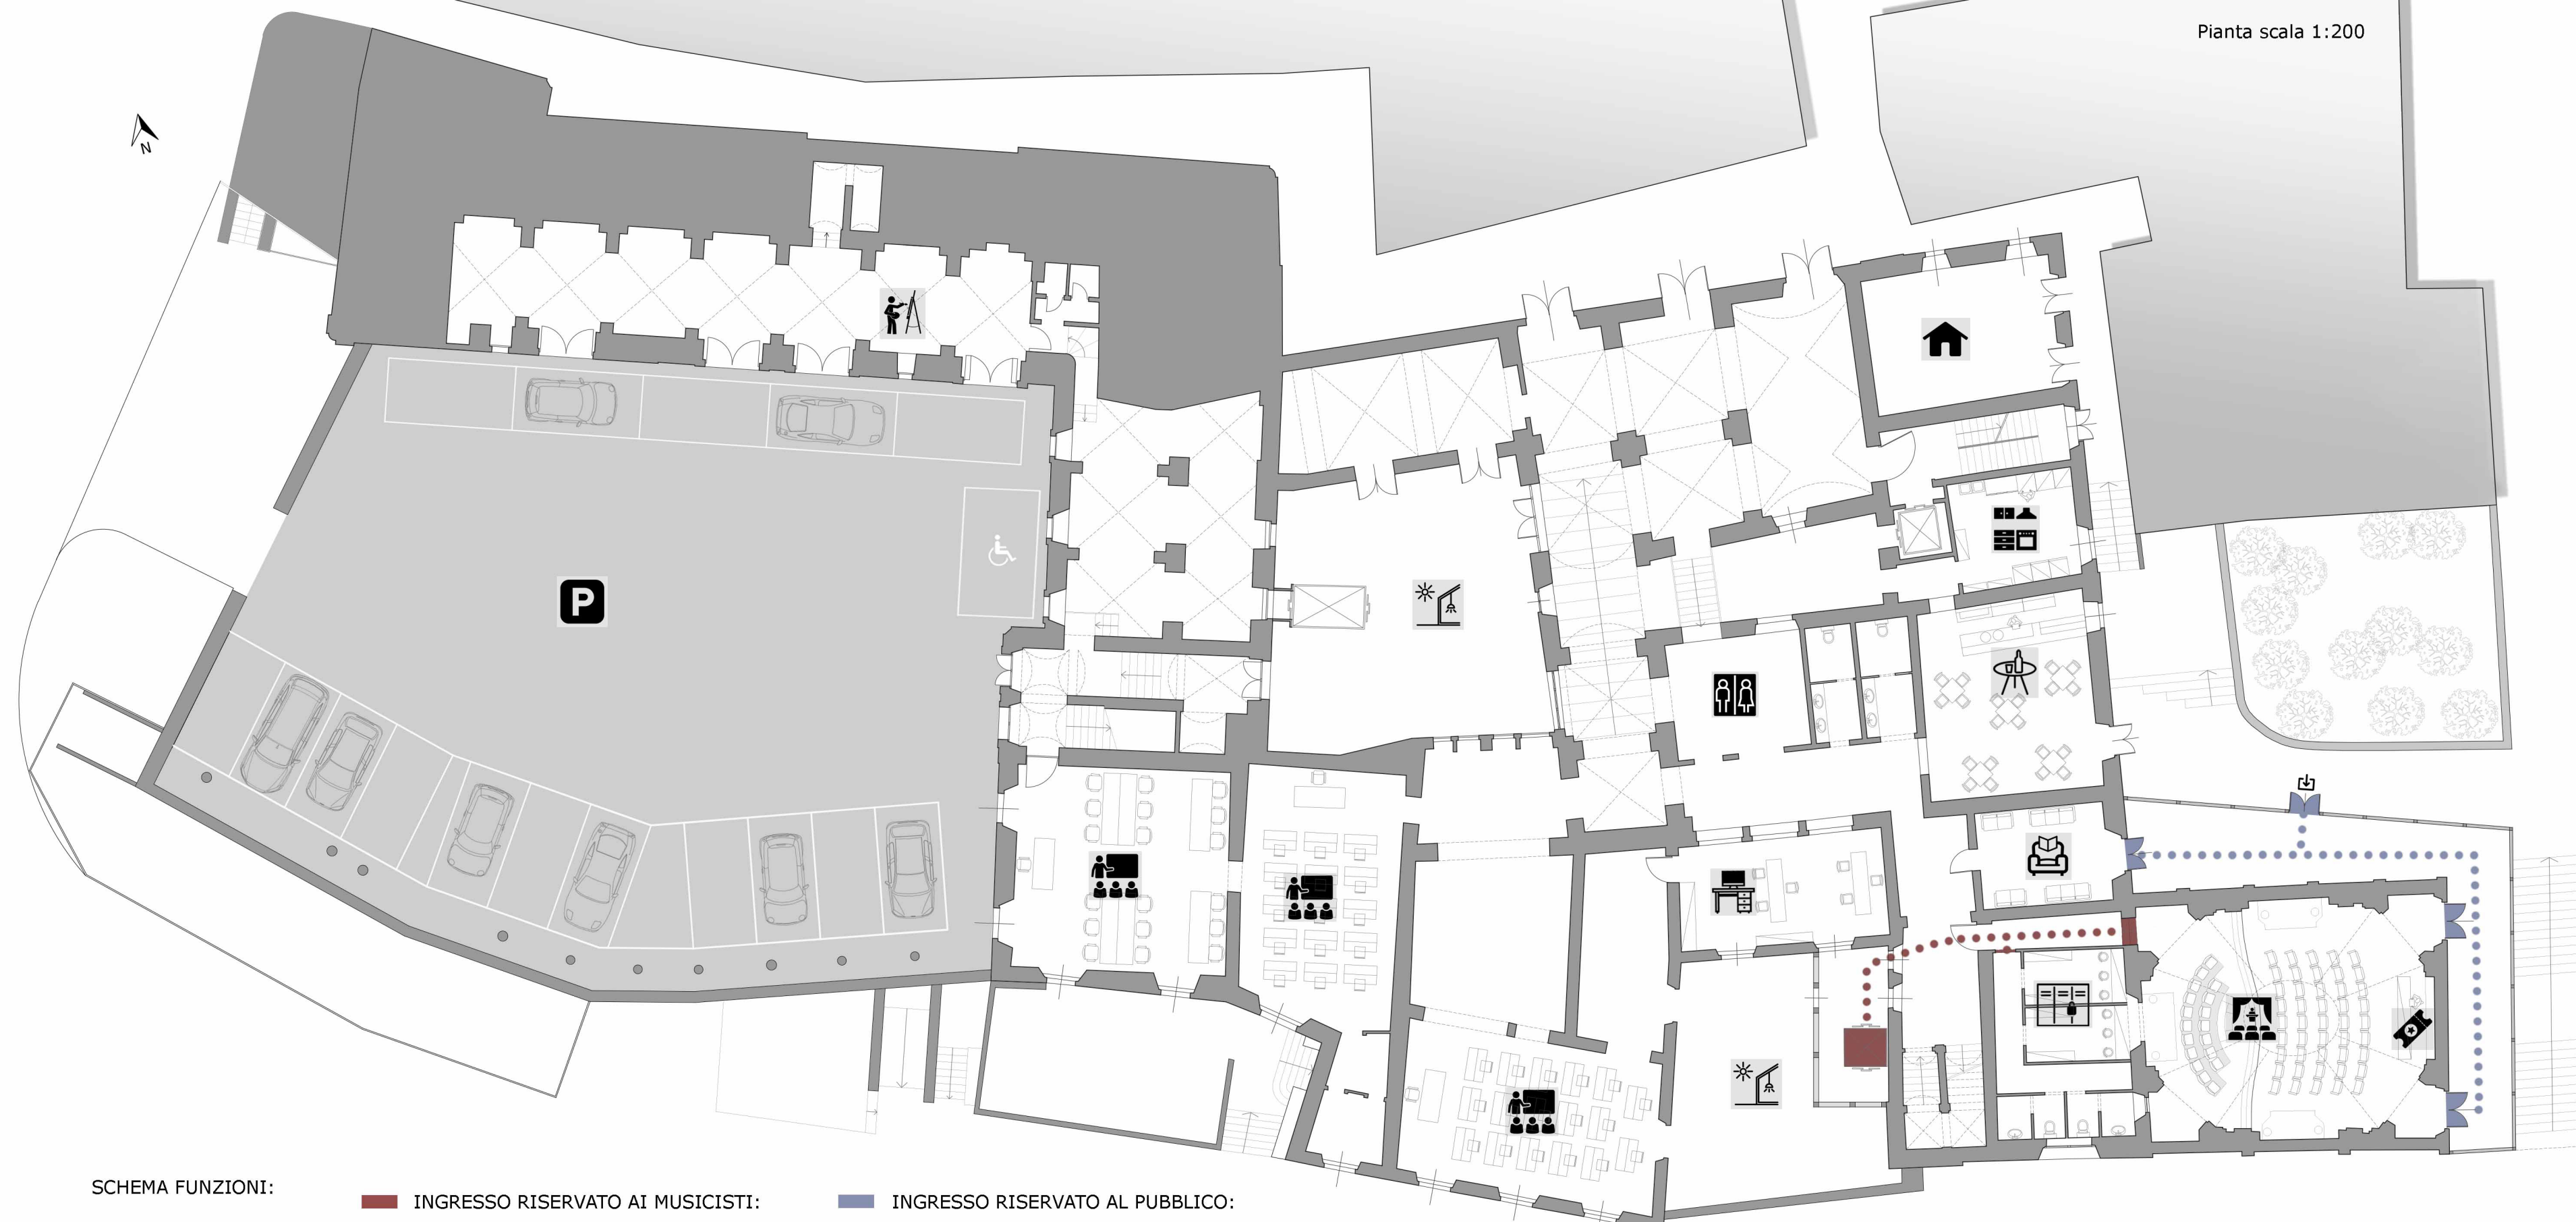 Pianta scala 1:200
N
P
SCHEMA FUNZIONI:
INGRESSO RISERVATO AI MUSICISTI:
INGRESSO RISERVATO AL PUBBLICO: